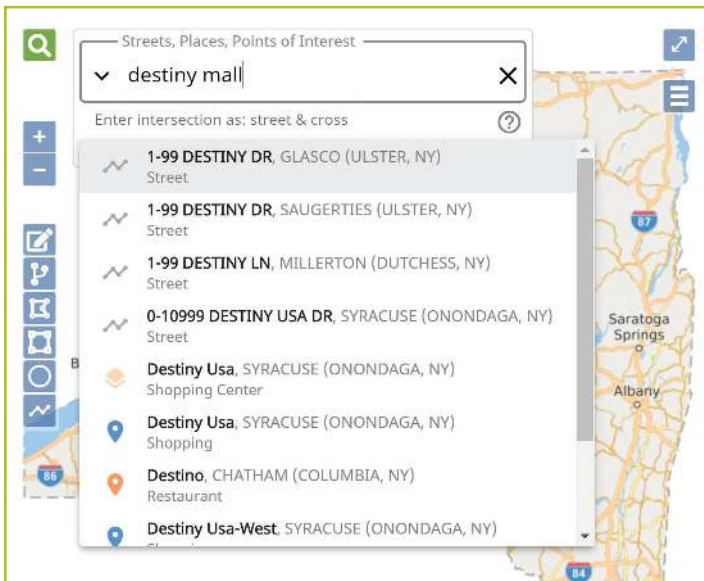 Streets, Places, Points of Interest
destiny mall
Enter intersection as: street & cross
1-99 DESTINY DR, GLASCO (ULSTER, NY)
Street
1-99 DESTINY DR, SAUGERTIES (ULSTER, NY)
Street
1-99 DESTINY LN, MILLERTON (DUTCHESS, NY)
Street
0-10999 DESTINY USA DR, SYRACUSE (ONONDAGA, NY)
Street
Destiny Usa, SYRACUSE (ONONDAGA, NY)
Shopping Center
Destiny Usa, SYRACUSE (ONONDAGA, NY)
Shopping
Destino, CHATHAM (COLUMBIA, NY)
Restaurant
Destiny Usa-West, SYRACUSE (ONONDAGA, NY)
87
Saratoga
Springs
Albany
B
86
84